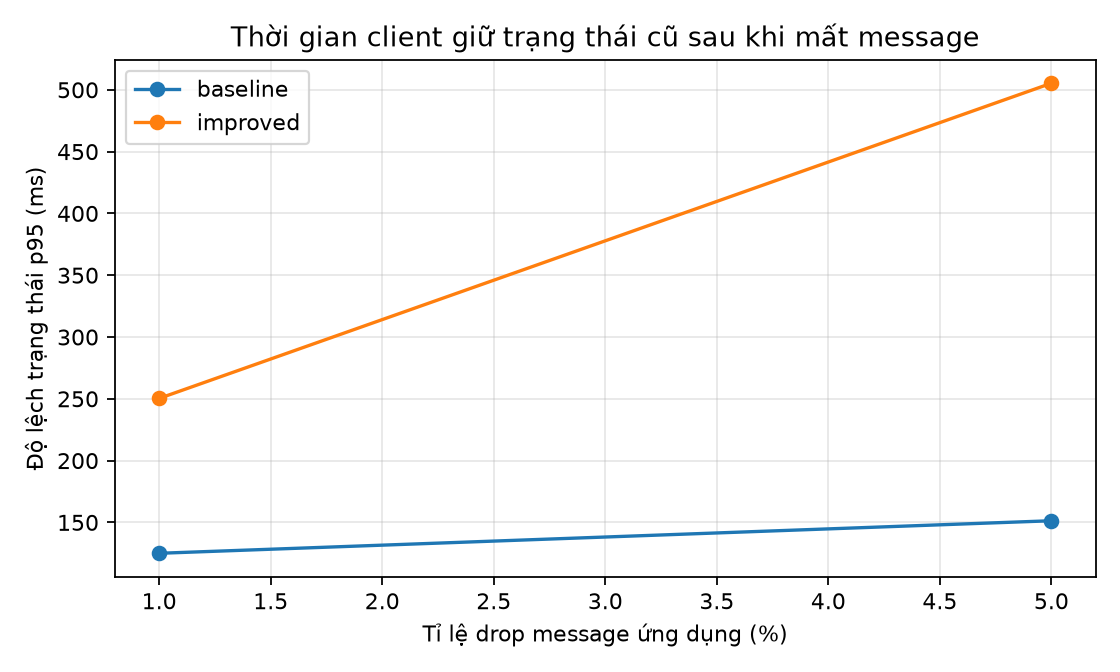 Thời gian client giữ trạng thái cũ sau khi mất message
baseline
improved
Độ lệch trạng thái p95 (ms)
500
450
400
350
300
250
200
150
1.0 1.5 2.0 2.5 3.0 3.5 4.0 4.5 5.0
Tỉ lệ drop message ứng dụng (%)